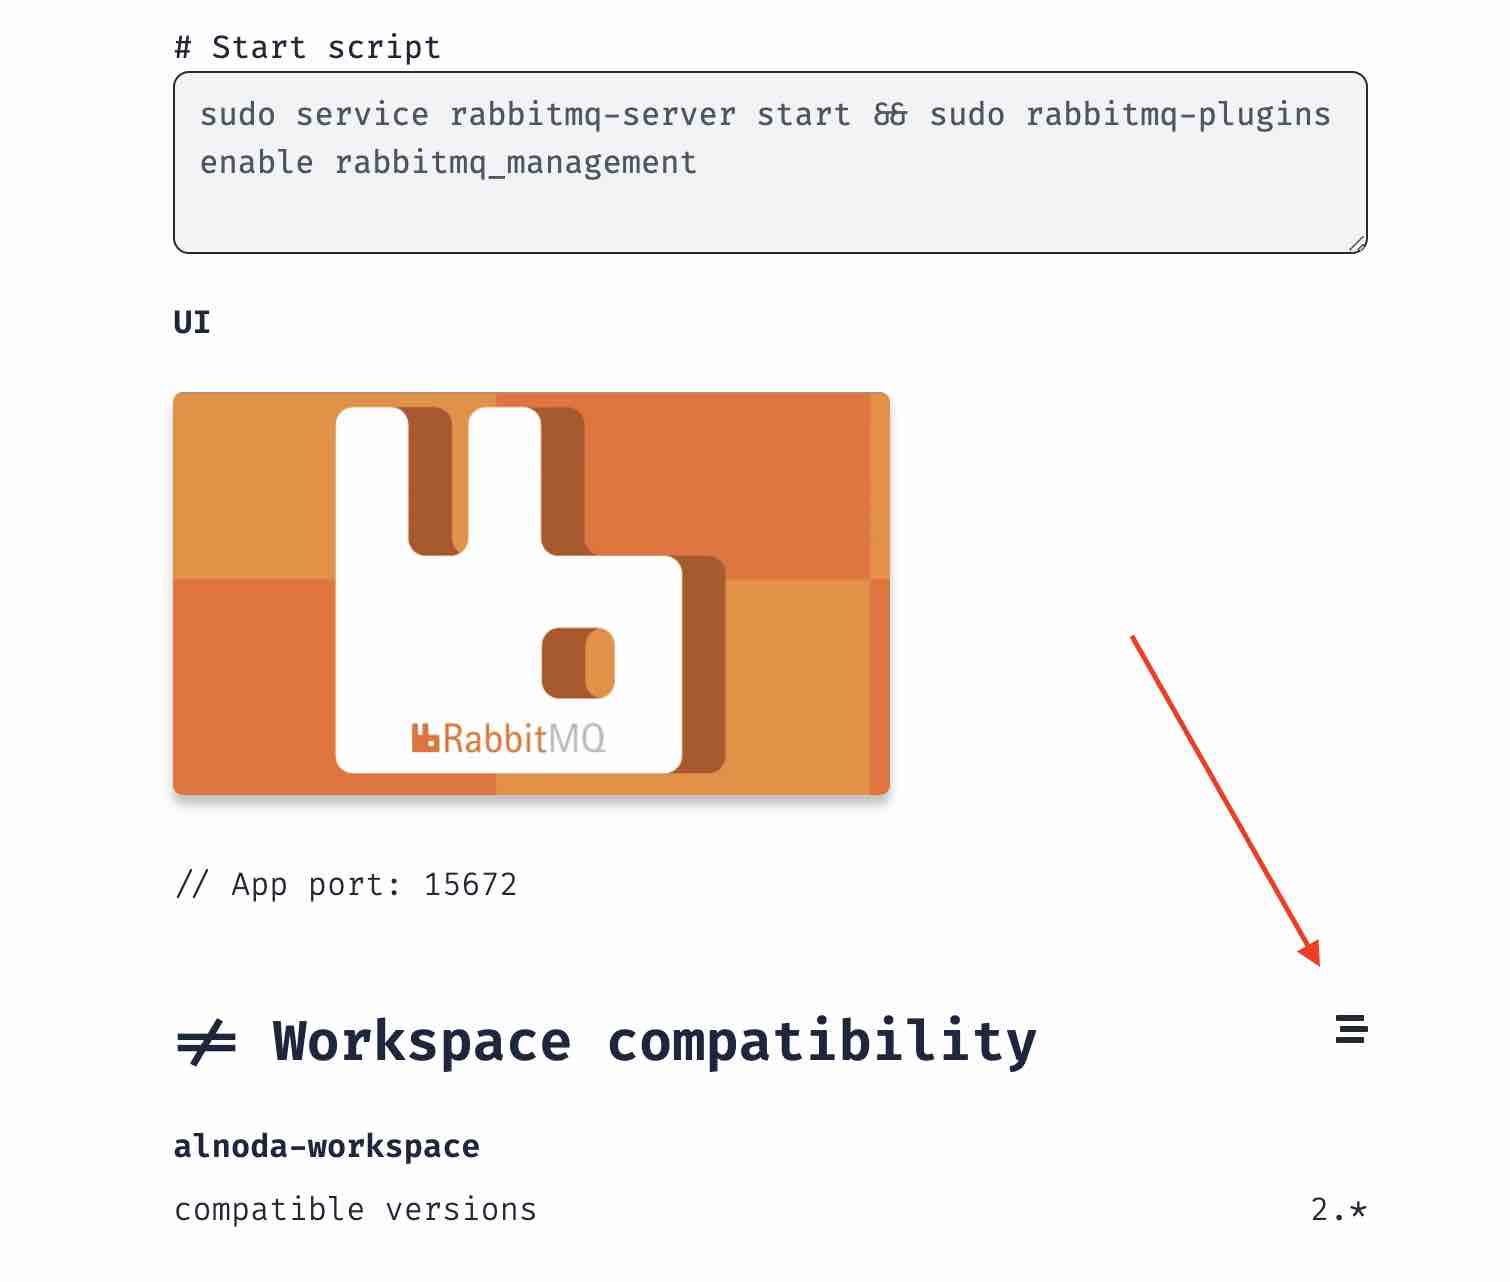 # Start script
sudo service rabbitmq-server start && sudo rabbitmq-plugins
enable rabbitmq_management
UI
RabbitMQ
// App port: 15672
≠ Workspace compatibility
alnoda-workspace
compatible versions 2.*